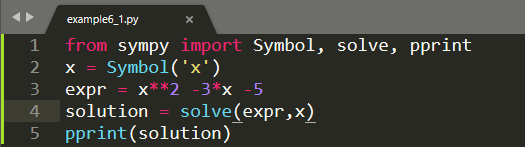 example6_1.py
1 from sympy import Symbol, solve, pprint
2 x = Symbol('x')
3 expr = x**2 -3*x -5
4 solution = solve(expr,x)
5 pprint(solution)